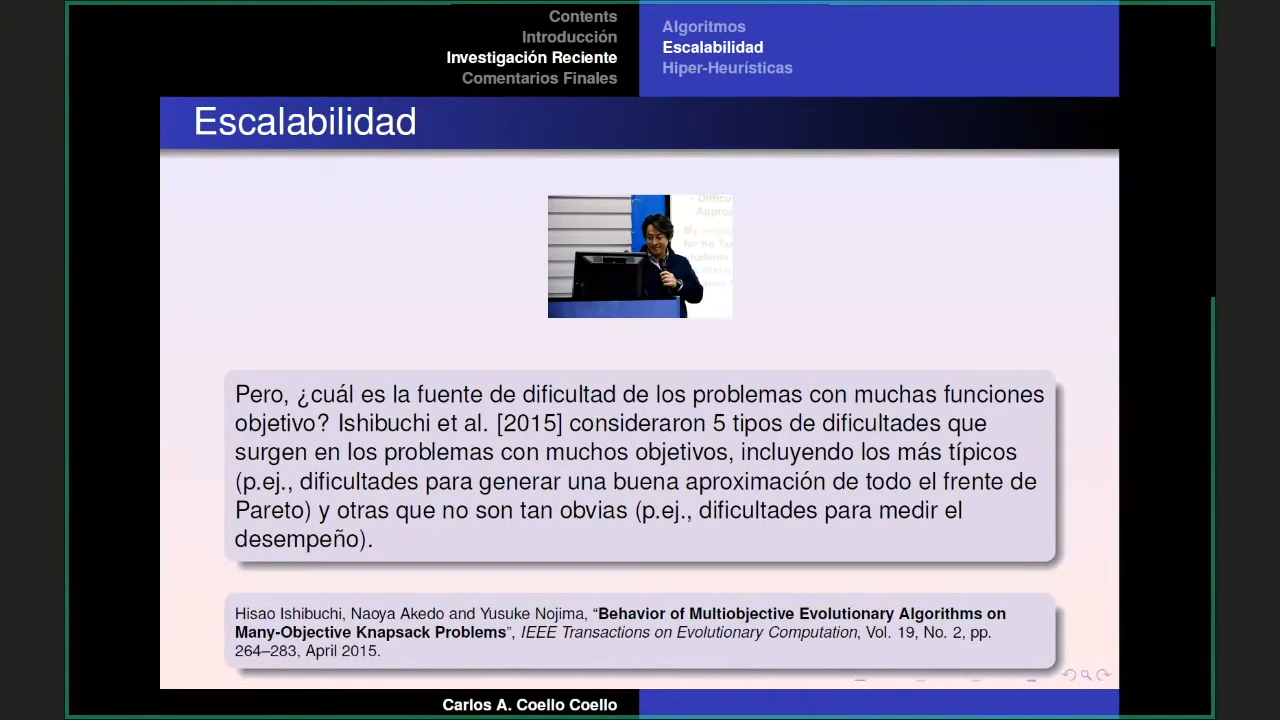 Contents
Introducción
Investigación Reciente
Comentarios Finales
Algoritmos
Escalabilidad
Hiper-Heurísticas
Escalabilidad
Pero, ¿cuál es la fuente de dificultad de los problemas con muchas funciones
objetivo? Ishibuchi et al. [2015] consideraron 5 tipos de dificultades que
surgen en los problemas con muchos objetivos, incluyendo los más típicos
(p.ej., dificultades para generar una buena aproximación de todo el frente de
Pareto) y otras que no son tan obvias (p.ej., dificultades para medir el
desempeño).
Hisao Ishibuchi, Naoya Akedo and Yusuke Nojima, “Behavior of Multiobjective Evolutionary Algorithms on
Many-Objective Knapsack Problems”, IEEE Transactions on Evolutionary Computation, Vol. 19, No. 2, pp.
264–283, April 2015.
Carlos A. Coello Coello